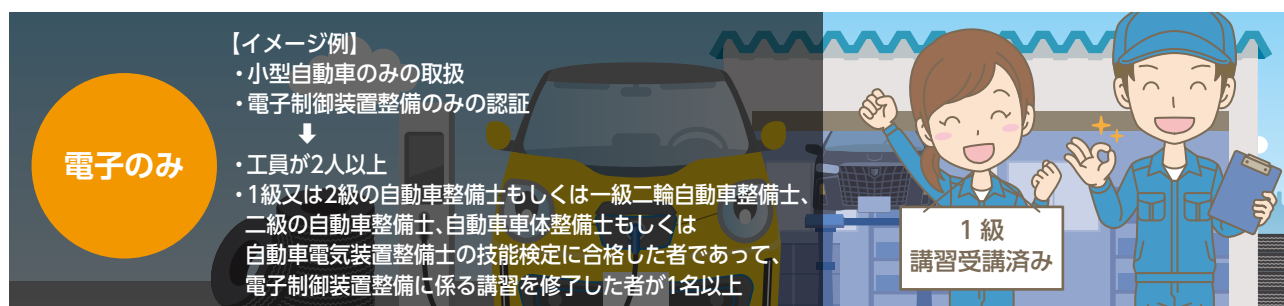 電子のみ
【イメージ例】
・小型自動車のみの取扱
・電子制御装置整備のみの認証
⬇
・工員が2人以上
・1級又は2級の自動車整備士もしくは一級二輪自動車整備士、
二級の自動車整備士、自動車車体整備士もしくは
自動車電気装置整備士の技能検定に合格した者であって、
電子制御装置整備に係る講習を修了した者が1名以上
1級
講習受講済み